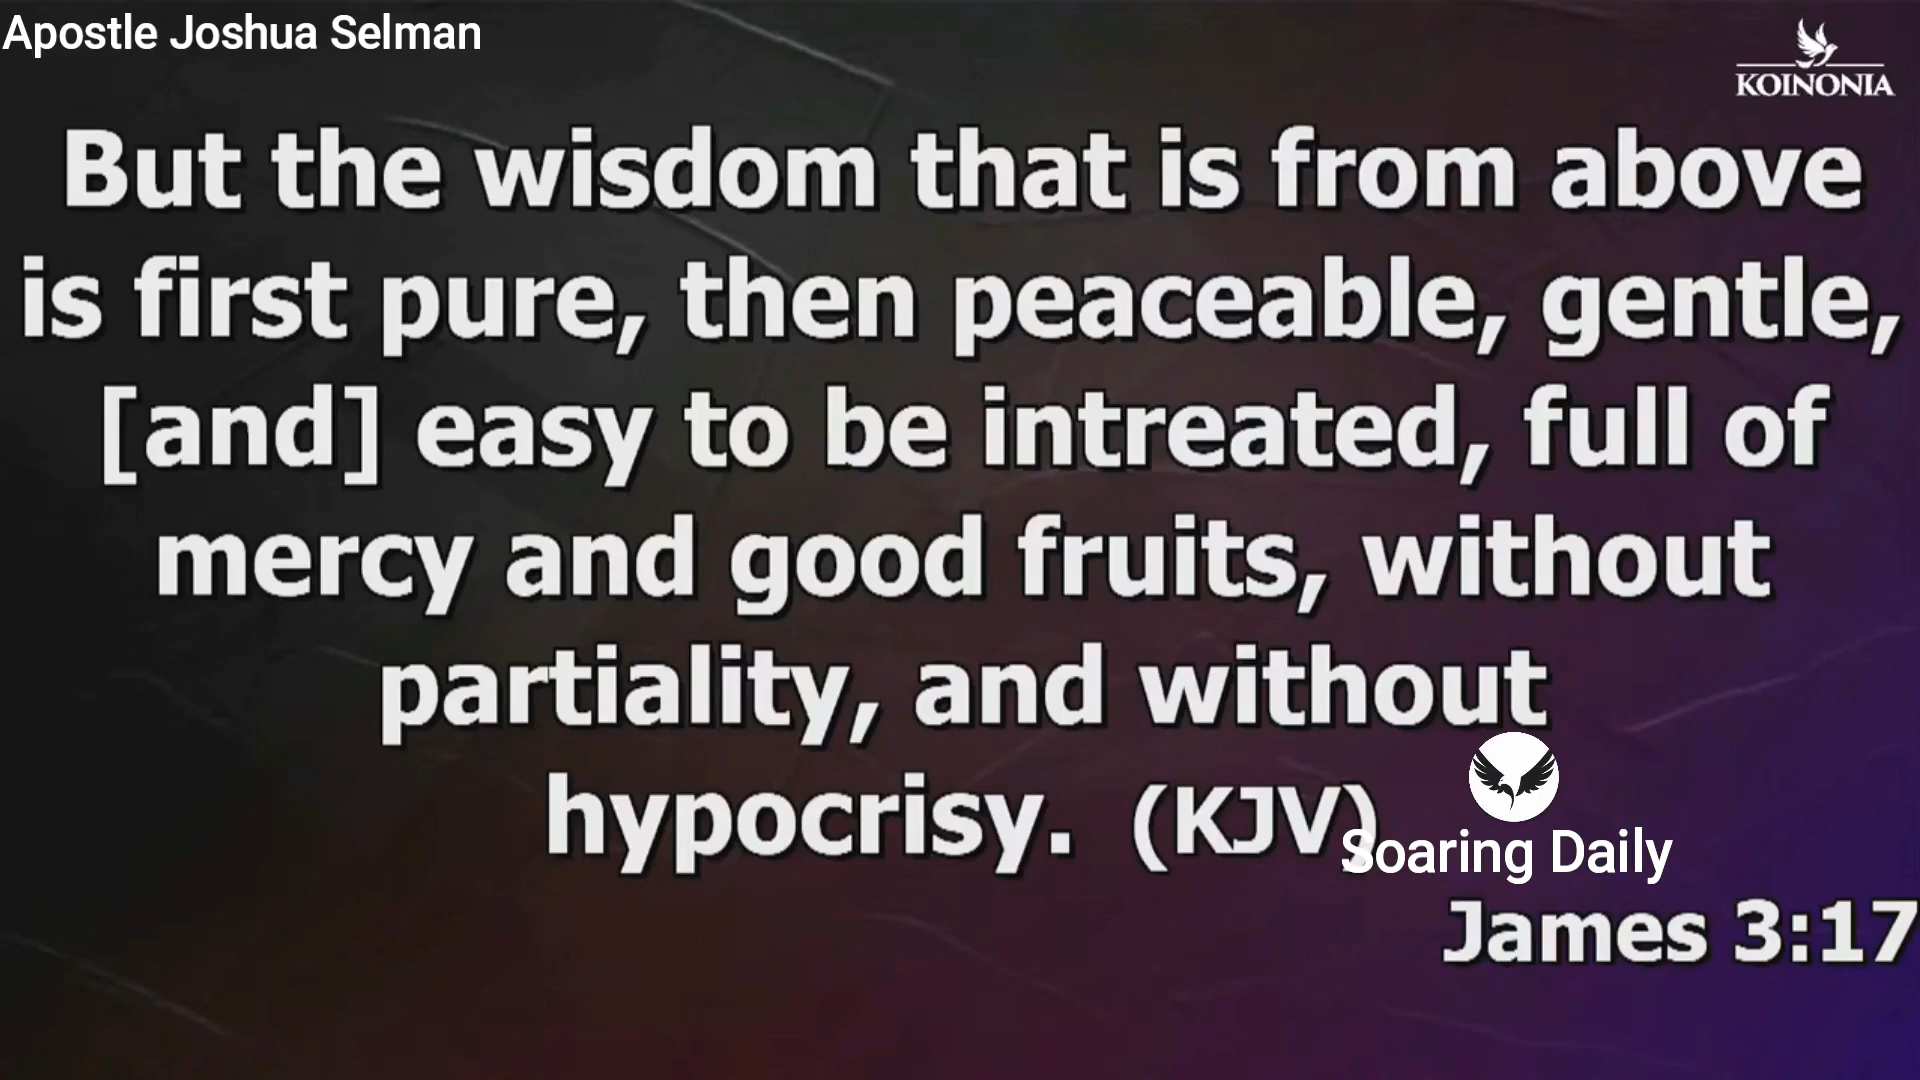 Apostle Joshua Selman
KOINONIA
But the wisdom that is from above
is first pure, then peaceable, gentle,
[and] easy to be intreated, full of
mercy and good fruits, without
partiality, and without
hypocrisy. (KJV)
Soaring Daily
James 3:17